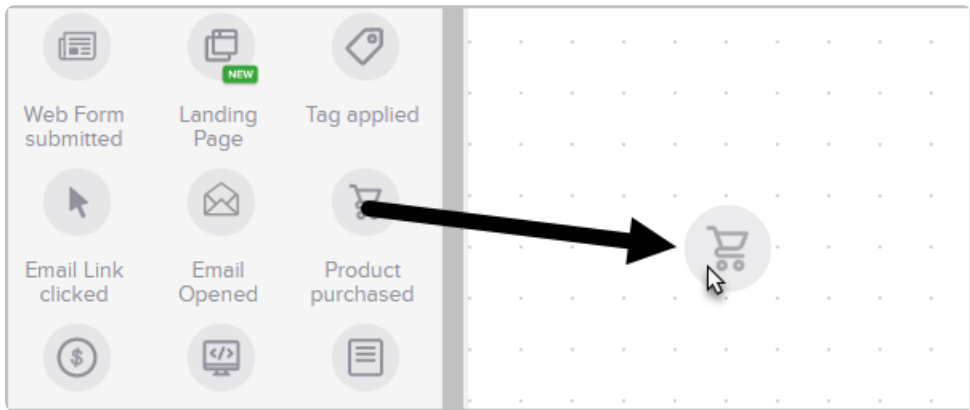 NEW
Web Form
submitted
Landing
Page
Tag applied
Email Link
clicked
Email
Opened
Product
purchased
$
</>